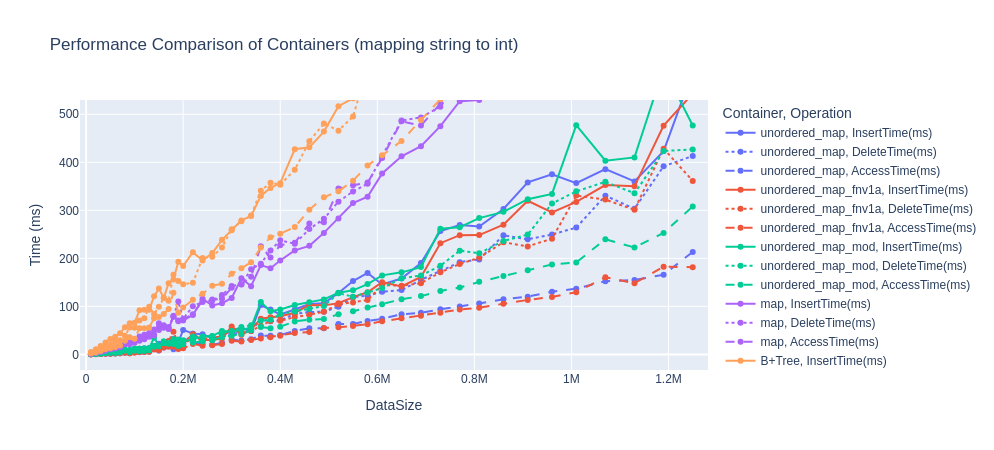 Performance Comparison of Containers (mapping string to int)
Time (ms)
500
400
300
200
100
0
0
0.2M
0.4M
0.6M
0.8M
1M
1.2M
DataSize
Container, Operation
unordered_map, InsertTime(ms)
unordered_map, DeleteTime(ms)
unordered_map, AccessTime(ms)
unordered_map_fnv1a, InsertTime(ms)
unordered_map_fnv1a, DeleteTime(ms)
unordered_map_fnv1a, AccessTime(ms)
unordered_map_mod, InsertTime(ms)
unordered_map_mod, DeleteTime(ms)
unordered_map_mod, AccessTime(ms)
map, InsertTime(ms)
map, DeleteTime(ms)
map, AccessTime(ms)
B+Tree, InsertTime(ms)